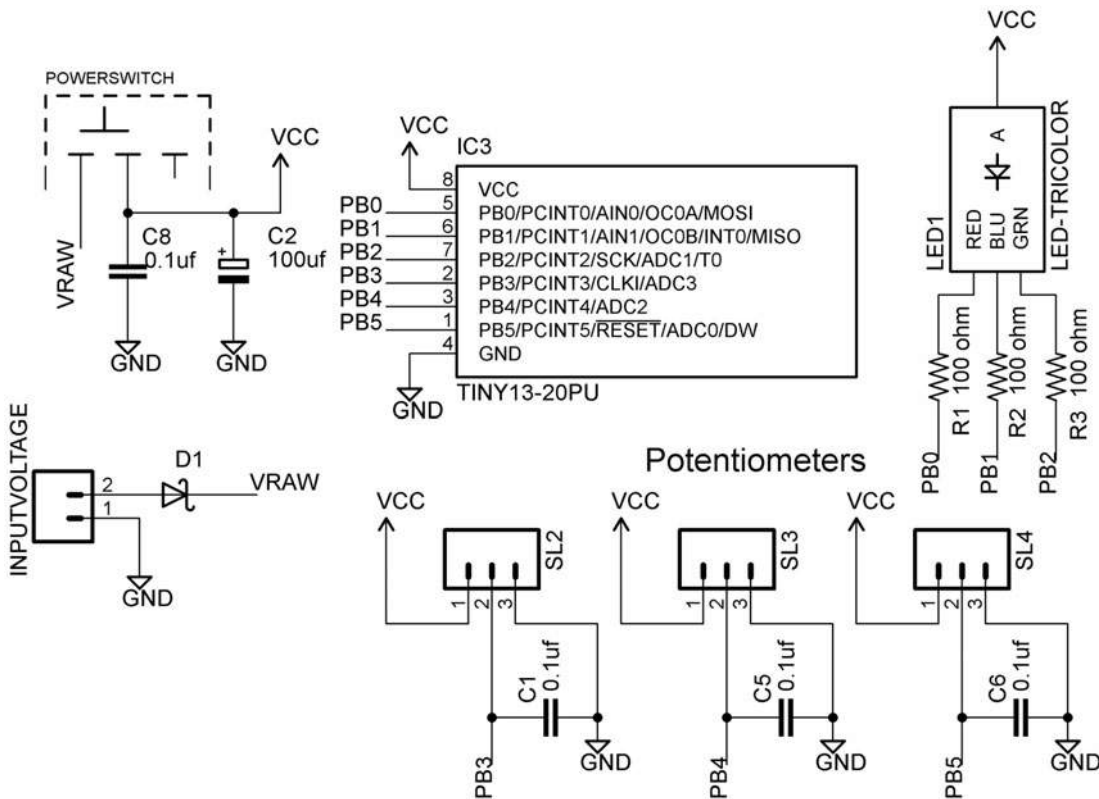 POWERSWITCH
VCC
VRAW
C8
0.1uf
+
C2
100uf
GND
GND
VCC
IC3
8 VCC
PB0 5 PB0/PCINT0/AIN0/OC0A/MOSI
PB1 6 PB1/PCINT1/AIN1/OC0B/INT0/MISO
PB2 7 PB2/PCINT2/SCK/ADC1/T0
PB3 2 PB3/PCINT3/CLKI/ADC3
PB4 3 PB4/PCINT4/ADC2
PB5 1 PB5/PCINT5/RESET/ADC0/DW
4 GND
GND
TINY13-20PU
VCC
A
RED
BLU
GRN
LED1
LED-TRICOLOR
R1 100 ohm
R2 100 ohm
R3 100 ohm
PB0
PB1
PB2
INPUTVOLTAGE
2
1
D1
VRAW
GND
Potentiometers
VCC
SL2
1
2
3
C1
0.1uf
PB3
GND
VCC
SL3
1
2
3
C5
0.1uf
PB4
GND
VCC
SL4
1
2
3
C6
0.1uf
PB5
GND